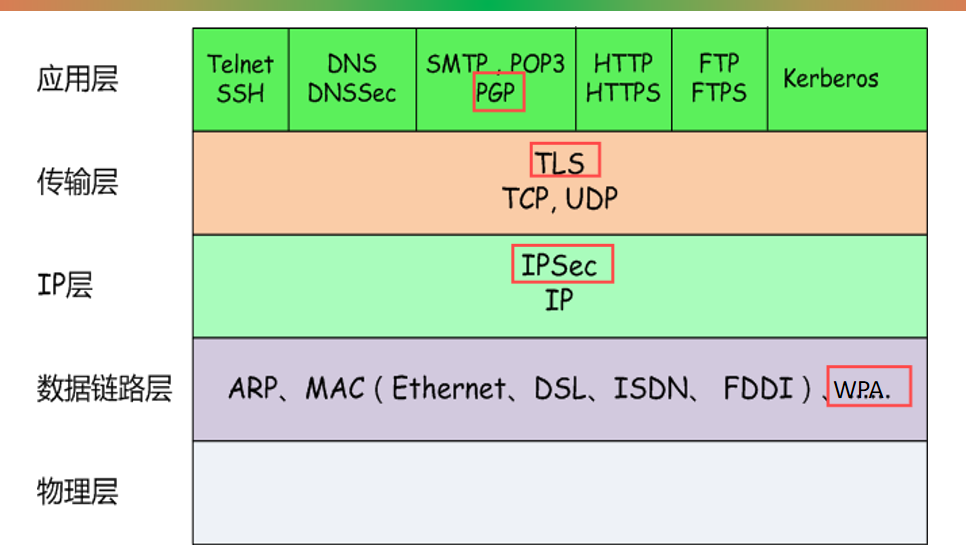 应用层
Telnet
SSH
DNS
DNSSec
SMTP , POP3
PGP
HTTP
HTTPS
FTP
FTPS
Kerberos
传输层
TLS
TCP, UDP
IP层
IPSec
IP
数据链路层
ARP、MAC（Ethernet、DSL、ISDN、 FDDI）、WPA.
物理层